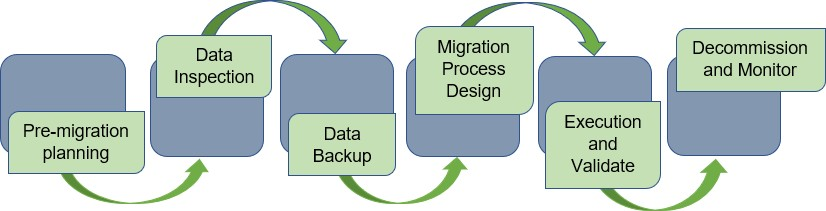 Pre-migration
planning
Data
Inspection
Data
Backup
Migration
Process
Design
Execution
and
Validate
Decommission
and Monitor